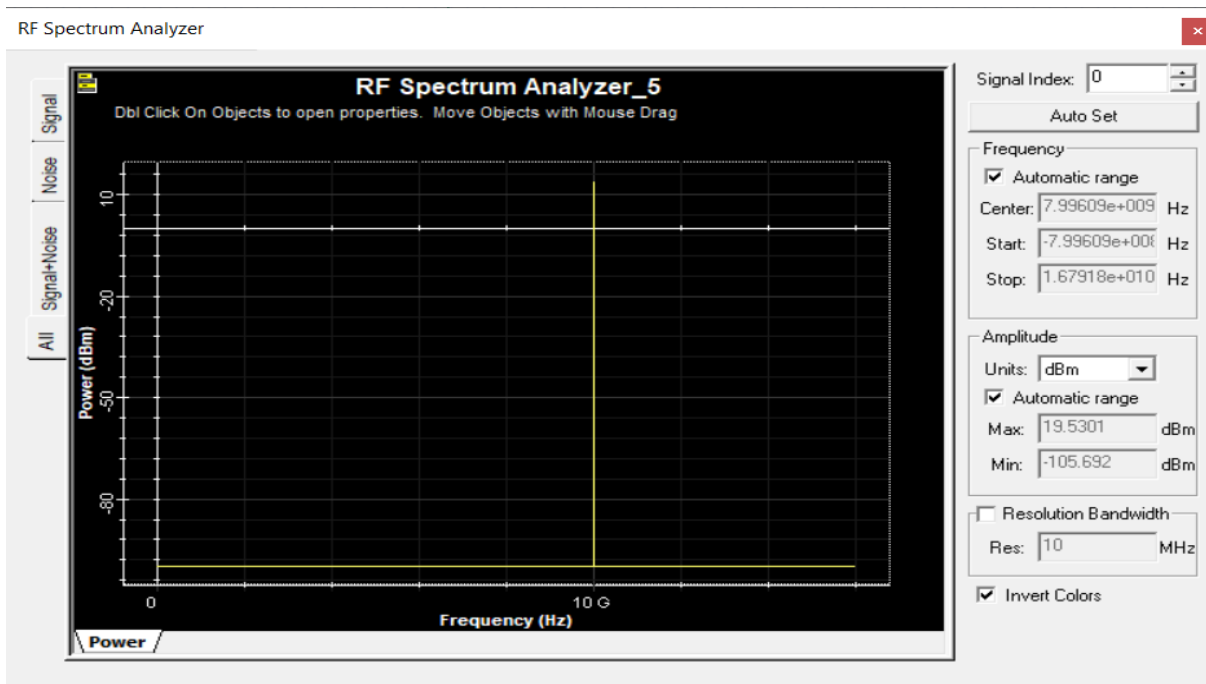 RF Spectrum Analyzer
×
RF Spectrum Analyzer_5
Dbl Click On Objects to open properties. Move Objects with Mouse Drag
Signal
Noise
Signal+Noise
All
Power (dBm)
10
-20
-50
-80
0
10 G
Frequency (Hz)
Power
Signal Index: 0
Auto Set
Frequency
Automatic range
Center: 7.99609e+009 Hz
Start: -7.99609e+008 Hz
Stop: 1.67918e+010 Hz
Amplitude
Units: dBm
Automatic range
Max: 19.5301 dBm
Min: -105.692 dBm
Resolution Bandwidth
Res: 10 MHz
Invert Colors